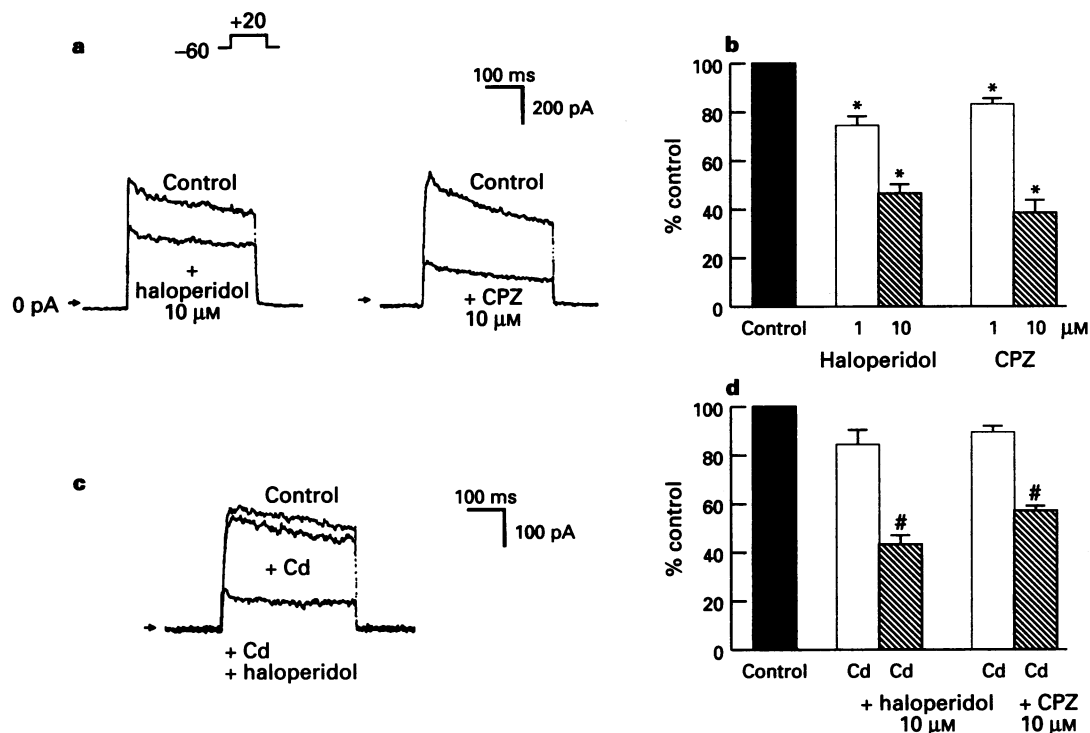 a
+20
−60
100 ms
200 pA
Control
+
haloperidol
10 μM
0 pA
Control
+ CPZ
10 μM
b
% control
100
80
60
40
20
0
*
*
*
*
Control
1
10
1
10
μM
Haloperidol
CPZ
c
100 ms
100 pA
Control
+ Cd
+ Cd
+ haloperidol
d
% control
100
80
60
40
20
0
#
#
Control
Cd
Cd
Cd
Cd
+ haloperidol
10 μM
+ CPZ
10 μM